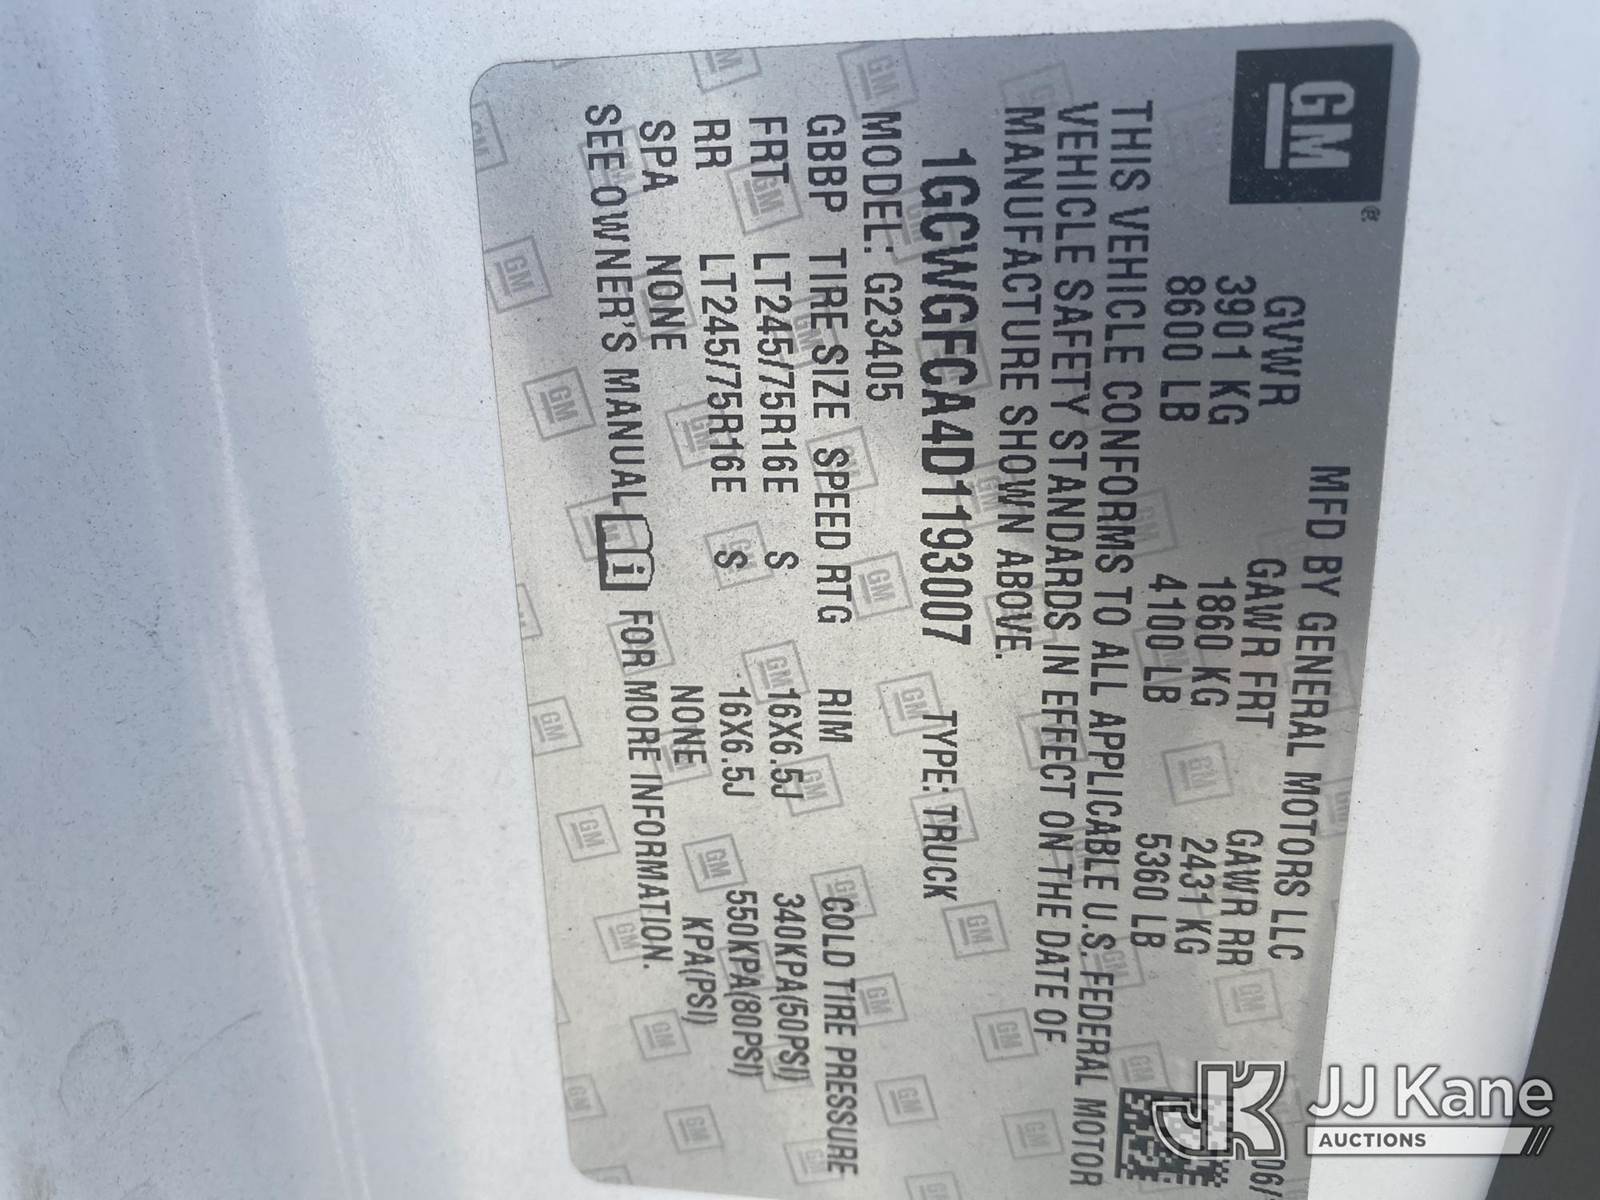 GM®
MFD BY GENERAL MOTORS LLC 06/
GVWR GAWR FRT GAWR RR
3901 KG 1860 KG 2431 KG
8600 LB 4100 LB 5360 LB
THIS VEHICLE CONFORMS TO ALL APPLICABLE U.S. FEDERAL MOTOR
VEHICLE SAFETY STANDARDS IN EFFECT ON THE DATE OF
MANUFACTURE SHOWN ABOVE.
1GCWGFCA4D1193007 TYPE: TRUCK
MODEL: G23405
GBBP TIRE SIZE SPEED RTG RIM COLD TIRE PRESSURE
FRT LT245/75R16E S 16X6.5J 340KPA(50PSI)
RR LT245/75R16E S 16X6.5J 550KPA(80PSI)
SPA NONE NONE KPA(PSI)
SEE OWNER'S MANUAL i FOR MORE INFORMATION.
JK JJ Kane
AUCTIONS